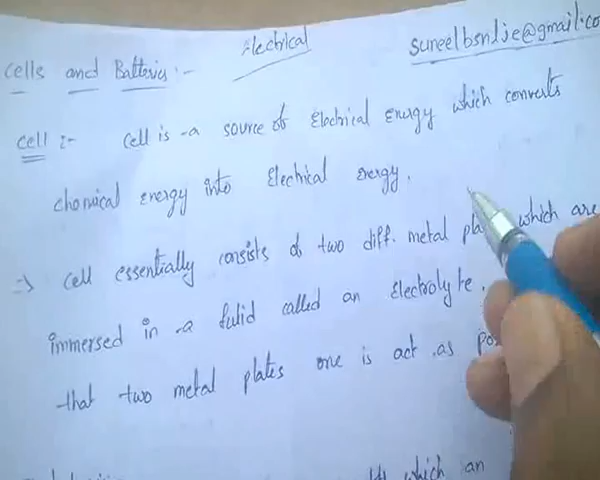 Electrical
suneelbsnlje@gmail.co
Cells and Batteries :-
Cell :- Cell is a source of Electrical Energy which converts
chemical energy into Electrical Energy.
⇒ Cell essentially consists of two diff. metal pla which are
immersed in a fulid called an Electrolyte.
that two metal plates one is act as po
which an